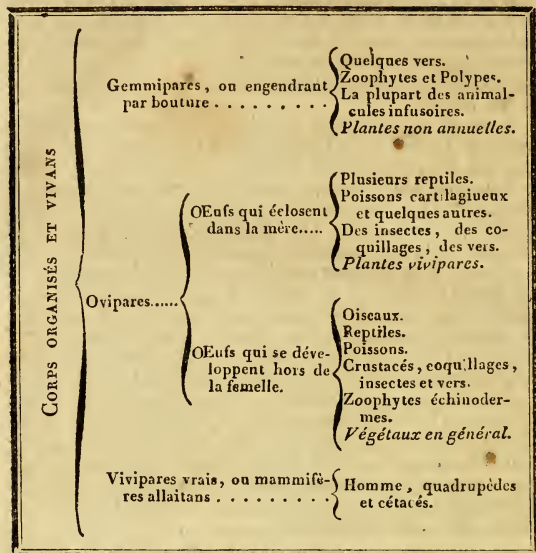 CORPS ORGANISÉS ET VIVANS
Gemmipares, ou engendrant
par bouture . . . . . . . .
Quelques vers.
Zoophytes et Polypes.
La plupart des animal-
cules infusoires.
Plantes non annuelles.
Ovipares......
OEufs qui éclosent
dans la mère.....
Plusieurs reptiles.
Poissons cartilagineux
et quelques autres.
Des insectes, des co-
quillages, des vers.
Plantes vivipares.
OEufs qui se déve-
loppent hors de
la femelle.
Oiseaux.
Reptiles.
Poissons.
Crustacés, coquillages,
insectes et vers.
Zoophytes échinoder-
mes.
Végétaux en général.
Vivipares vrais, ou mammifè-
res allaitans . . . . . . . .
Homme, quadrupèdes
et cétacés.